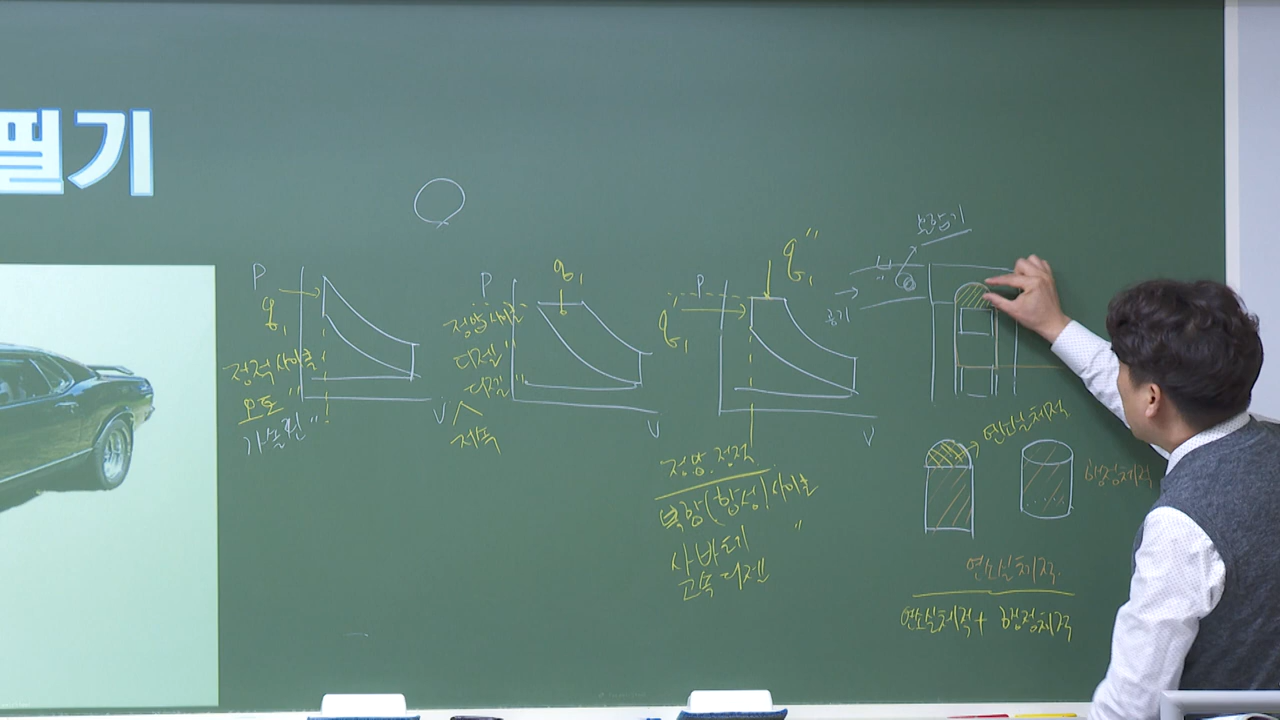 필기
P
q₁
정적사이클
오토 〃
가솔린 〃
V
P
q₁
정압사이클
디젤 〃
디젤 〃
저속
V
P
q₁''
q₁'
정압.정적
복합(합성)사이클
사바테 〃
고속디젠
V
공기
연소실체적
행정체적
연소실체적
연소실체적+ 행정체적